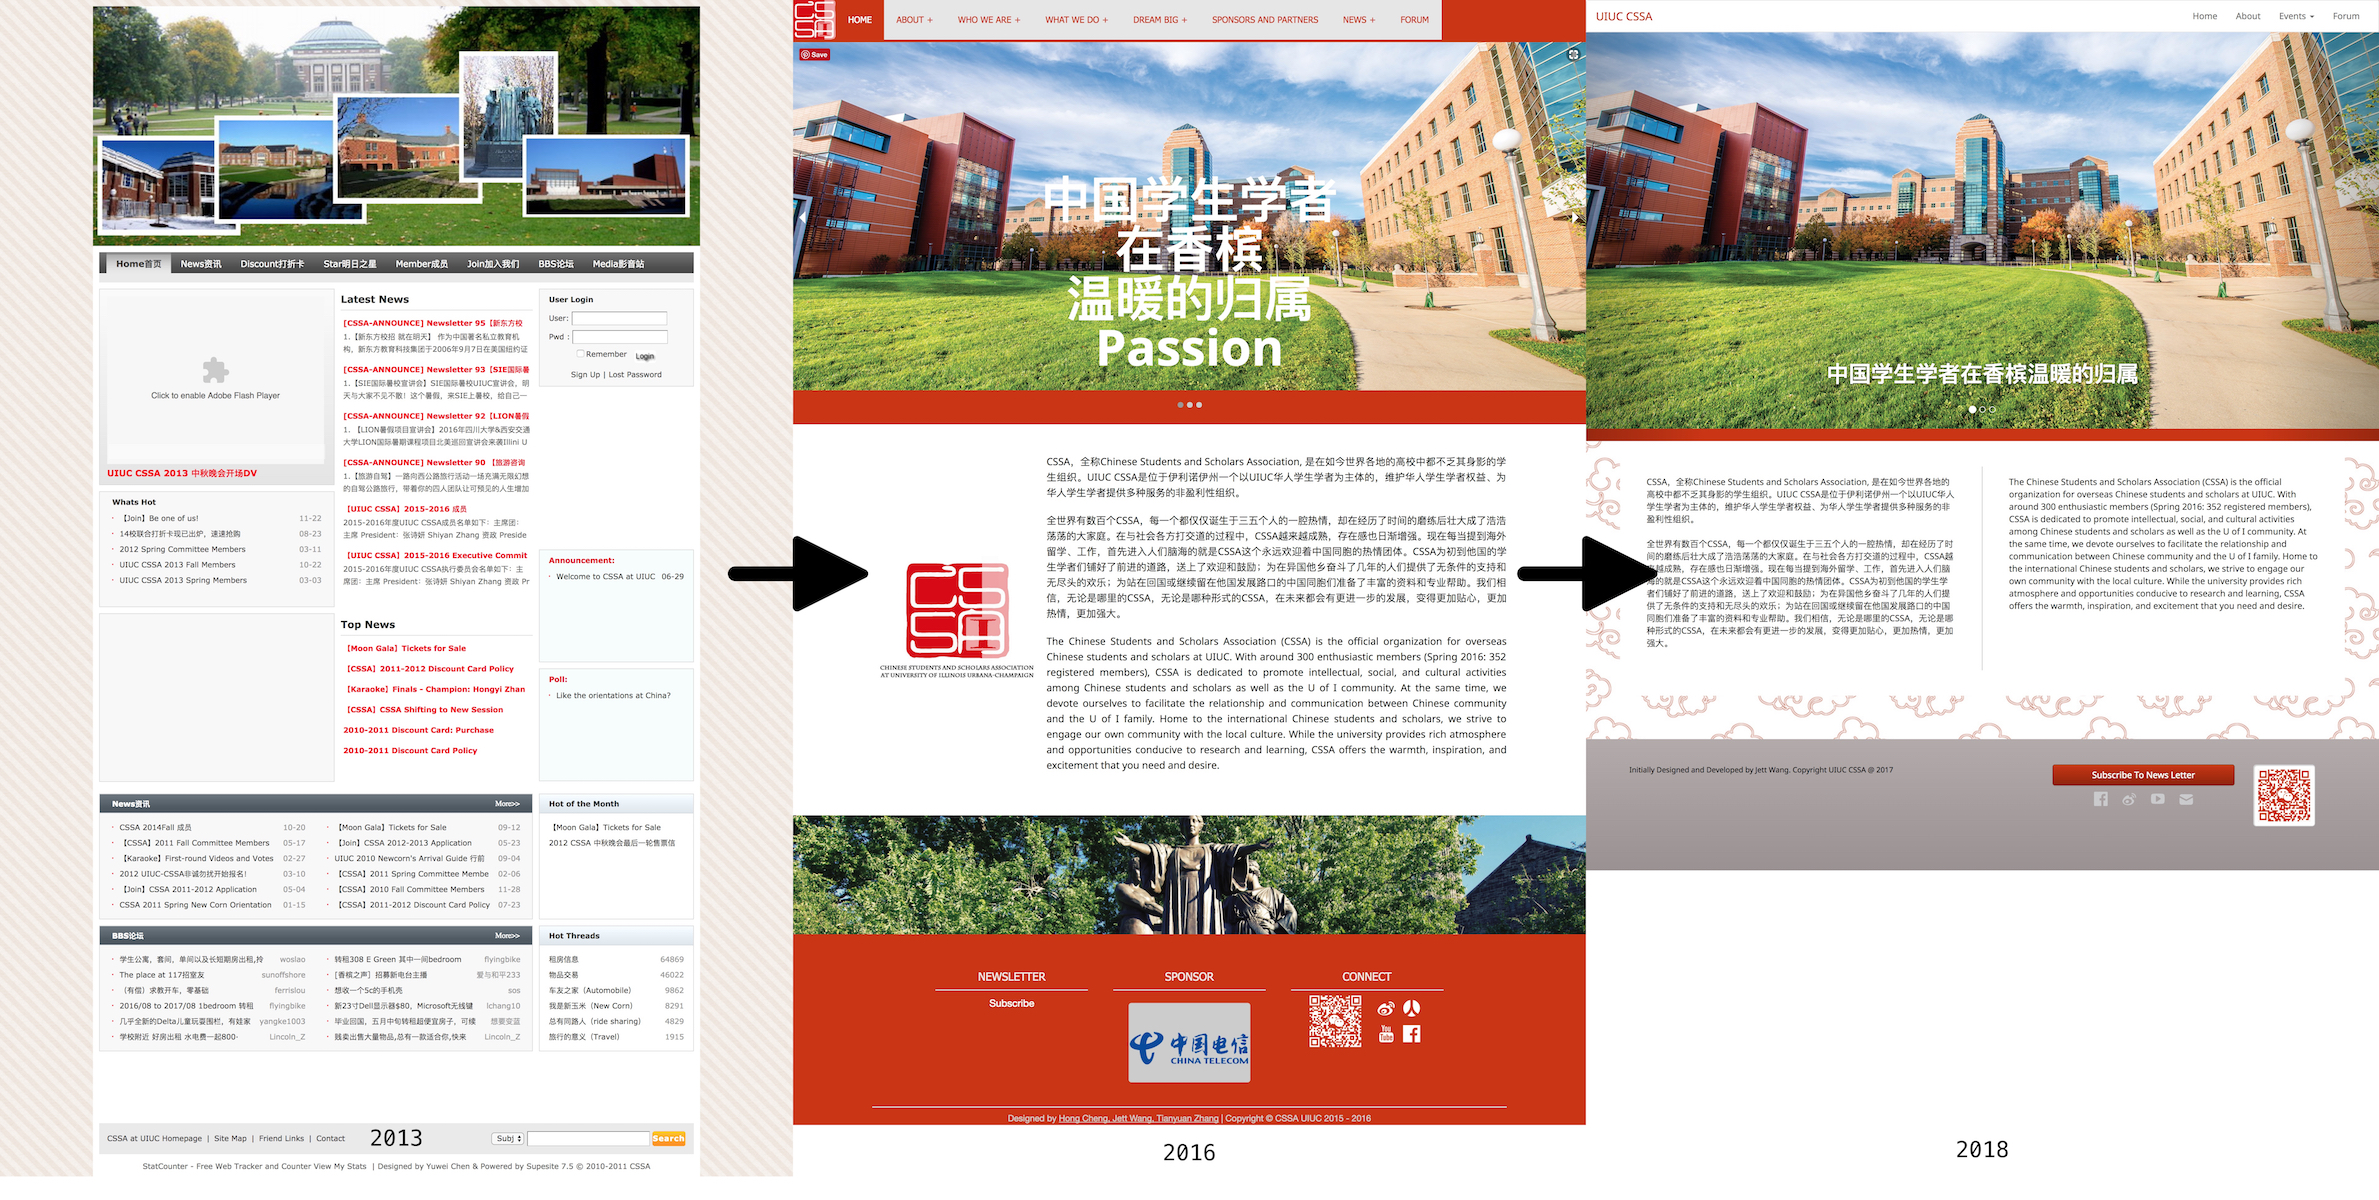 Home首页
News资讯
Discount打折卡
Star明日之星
Member成员
Join加入我们
BBS论坛
Media影音站
Click to enable Adobe Flash Player
UIUC CSSA 2013 中秋晚会开场DV
Whats Hot
【Join】Be one of us! 11-22
14校联合打折卡现已出炉，速速抢购 08-23
2012 Spring Committee Members 03-11
UIUC CSSA 2013 Fall Members 10-22
UIUC CSSA 2013 Spring Members 03-03
Latest News
[CSSA-ANNOUNCE] Newsletter 95【新东方校
1.【新东方校招 就在明天】 作为中国著名私立教育机
构，新东方教育科技集团于2006年9月7日在美国纽约证
[CSSA-ANNOUNCE] Newsletter 93【SIE国际暑
1.【SIE国际暑校宣讲会】SIE国际暑校UIUC宣讲会，明
天与大家不见不散！这个暑假，来SIE上暑校，给自己一
[CSSA-ANNOUNCE] Newsletter 92【LION暑假
1. 【LION暑假项目宣讲会】2016年四川大学&西安交通
大学LION国际暑期课程项目北美巡回宣讲会来袭Illini U
[CSSA-ANNOUNCE] Newsletter 90 【旅游咨询
1.【旅游自驾】一路向西公路旅行活动一场充满无限幻想
的自驾公路旅行，带着你的四人团队让可预见的人生增加
【UIUC CSSA】2015-2016 成员
2015-2016年度UIUC CSSA成员名单如下：主席团：
主席 President：张诗妍 Shiyan Zhang 资政 Preside
【UIUC CSSA】2015-2016 Executive Commit
2015-2016年度UIUC CSSA执行委员会名单如下：主
席团：主席 President：张诗妍 Shiyan Zhang 资政 Pr
Top News
【Moon Gala】Tickets for Sale
【CSSA】2011-2012 Discount Card Policy
【Karaoke】Finals - Champion: Hongyi Zhan
【CSSA】CSSA Shifting to New Session
2010-2011 Discount Card: Purchase
2010-2011 Discount Card Policy
User Login
User:
Pwd :
Remember Login
Sign Up | Lost Password
Announcement:
Welcome to CSSA at UIUC 06-29
Poll:
Like the orientations at China?
News资讯 More>>
CSSA 2014Fall 成员 10-20
【CSSA】2011 Fall Committee Members 05-17
【Karaoke】First-round Videos and Votes 02-27
2012 UIUC-CSSA非诚勿扰开始报名! 03-10
【Join】CSSA 2011-2012 Application 05-04
CSSA 2011 Spring New Corn Orientation 01-15
【Moon Gala】Tickets for Sale 09-12
【Join】CSSA 2012-2013 Application 05-23
UIUC 2010 Newcorn's Arrival Guide 行前 09-04
【CSSA】2011 Spring Committee Membe 02-06
【CSSA】2010 Fall Committee Members 11-28
【CSSA】2011-2012 Discount Card Policy 07-23
Hot of the Month
【Moon Gala】Tickets for Sale
2012 CSSA 中秋晚会最后一轮售票信
BBS论坛 More>>
学生公寓，套间，单间以及长短期房出租,拎 woslao
The place at 117招室友 sunoffshore
（有偿）求教开车，零基础 ferrislou
2016/08 to 2017/08 1bedroom 转租 flyingbike
几乎全新的Delta儿童玩耍围栏，有娃家 yangke1003
学校附近 好房出租 水电费一起800- Lincoln_Z
转租308 E Green 其中一间bedroom flyingbike
[香槟之声] 招募新电台主播 爱与和平233
想收一个5c的手机壳 sos
新23寸Dell显示器$80，Microsoft无线键 lchang10
毕业回国，五月中旬转租超便宜房子，可续 想要变蓝
贱卖出售大量物品,总有一款适合你,快来 Lincoln_Z
Hot Threads
租房信息 64869
物品交易 46022
车友之家（Automobile） 9862
我是新玉米（New Corn） 8291
总有同路人（ride sharing） 4829
旅行的意义（Travel） 1915
CSSA at UIUC Homepage | Site Map | Friend Links | Contact
2013
Subj
Search
StatCounter - Free Web Tracker and Counter View My Stats | Designed by Yuwei Chen & Powered by Supesite 7.5 © 2010-2011 CSSA
HOME
ABOUT +
WHO WE ARE +
WHAT WE DO +
DREAM BIG +
SPONSORS AND PARTNERS
NEWS +
FORUM
Save
中国学生学者
在香槟
温暖的归属
Passion
CSSA
CHINESE STUDENTS AND SCHOLARS ASSOCIATION
AT UNIVERSITY OF ILLINOIS URBANA-CHAMPAIGN
CSSA，全称Chinese Students and Scholars Association, 是在如今世界各地的高校中都不乏其身影的学
生组织。UIUC CSSA是位于伊利诺伊州一个以UIUC华人学生学者为主体的，维护华人学生学者权益、为
华人学生学者提供多种服务的非盈利性组织。
全世界有数百个CSSA，每一个都仅仅诞生于三五个人的一腔热情，却在经历了时间的磨练后壮大成了浩浩
荡荡的大家庭。在与社会各方打交道的过程中，CSSA越来越成熟，存在感也日渐增强。现在每当提到海外
留学、工作，首先进入人们脑海的就是CSSA这个永远欢迎着中国同胞的热情团体。CSSA为初到他国的学
生学者们铺好了前进的道路，送上了欢迎和鼓励；为在异国他乡奋斗了几年的人们提供了无条件的支持和
无尽头的欢乐；为站在回国或继续留在他国发展路口的中国同胞们准备了丰富的资料和专业帮助。我们相
信，无论是哪里的CSSA，无论是哪种形式的CSSA，在未来都会有更进一步的发展，变得更加贴心，更加
热情，更加强大。
The Chinese Students and Scholars Association (CSSA) is the official organization for overseas
Chinese students and scholars at UIUC. With around 300 enthusiastic members (Spring 2016: 352
registered members), CSSA is dedicated to promote intellectual, social, and cultural activities
among Chinese students and scholars as well as the U of I community. At the same time, we
devote ourselves to facilitate the relationship and communication between Chinese community
and the U of I family. Home to the international Chinese students and scholars, we strive to
engage our own community with the local culture. While the university provides rich atmosphere
and opportunities conducive to research and learning, CSSA offers the warmth, inspiration, and
excitement that you need and desire.
NEWSLETTER
Subscribe
SPONSOR
中国电信
CHINA TELECOM
CONNECT
You Tube
Designed by Hong Cheng, Jett Wang, Tianyuan Zhang | Copyright © CSSA UIUC 2015 - 2016
2016
UIUC CSSA
Home
About
Events
Forum
中国学生学者在香槟温暖的归属
CSSA，全称Chinese Students and Scholars Association, 是在如今世界各地的
高校中都不乏其身影的学生组织。UIUC CSSA是位于伊利诺伊州一个以UIUC华人
学生学者为主体的，维护华人学生学者权益、为华人学生学者提供多种服务的非
盈利性组织。
全世界有数百个CSSA，每一个都仅仅诞生于三五个人的一腔热情，却在经历了时
间的磨练后壮大成了浩浩荡荡的大家庭。在与社会各方打交道的过程中，CSSA越
越成熟，存在感也日渐增强。现在每当提到海外留学、工作，首先进入人们脑
海的就是CSSA这个永远欢迎着中国同胞的热情团体。CSSA为初到他国的学生学
者们铺好了前进的道路，送上了欢迎和鼓励；为在异国他乡奋斗了几年的人们提
供了无条件的支持和无尽头的欢乐；为站在回国或继续留在他国发展路口的中国
同胞们准备了丰富的资料和专业帮助。我们相信，无论是哪里的CSSA，无论是哪
种形式的CSSA，在未来都会有更进一步的发展，变得更加贴心，更加热情，更加
强大。
The Chinese Students and Scholars Association (CSSA) is the official
organization for overseas Chinese students and scholars at UIUC. With
around 300 enthusiastic members (Spring 2016: 352 registered members),
CSSA is dedicated to promote intellectual, social, and cultural activities
among Chinese students and scholars as well as the U of I community. At
the same time, we devote ourselves to facilitate the relationship and
communication between Chinese community and the U of I family. Home to
the international Chinese students and scholars, we strive to engage our
own community with the local culture. While the university provides rich
atmosphere and opportunities conducive to research and learning, CSSA
offers the warmth, inspiration, and excitement that you need and desire.
Initially Designed and Developed by Jett Wang. Copyright UIUC CSSA @ 2017
Subscribe To News Letter
2018